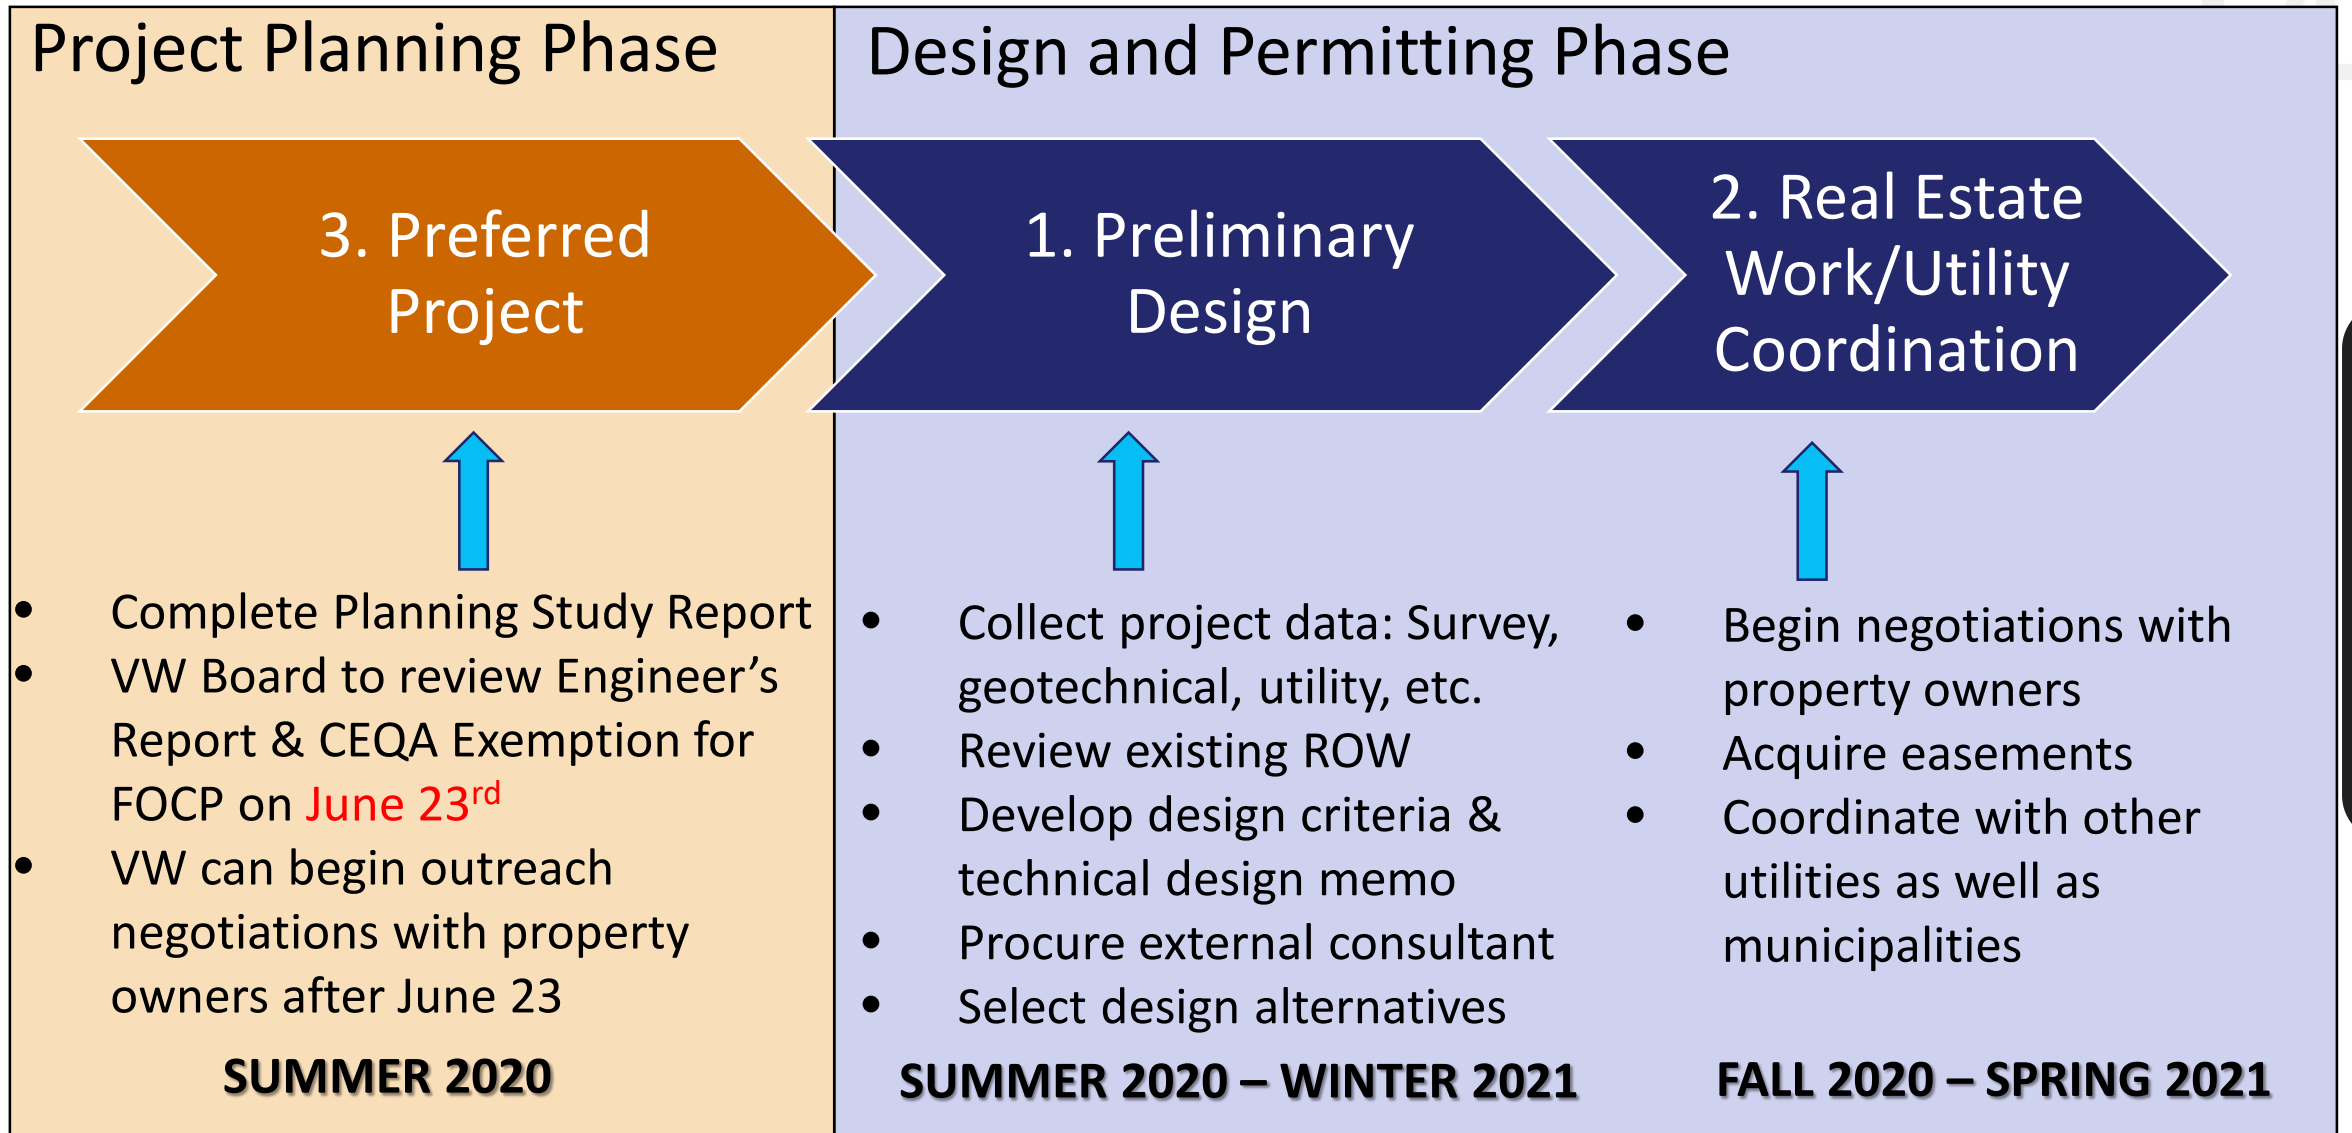 Project Planning Phase
Design and Permitting Phase
3. Preferred
Project
1. Preliminary
Design
2. Real Estate
Work/Utility
Coordination
• Complete Planning Study Report
• VW Board to review Engineer’s
Report & CEQA Exemption for
FOCP on June 23rd
• VW can begin outreach
negotiations with property
owners after June 23
SUMMER 2020
• Collect project data: Survey,
geotechnical, utility, etc.
• Review existing ROW
• Develop design criteria &
technical design memo
• Procure external consultant
• Select design alternatives
SUMMER 2020 – WINTER 2021
• Begin negotiations with
property owners
• Acquire easements
• Coordinate with other
utilities as well as
municipalities
FALL 2020 – SPRING 2021